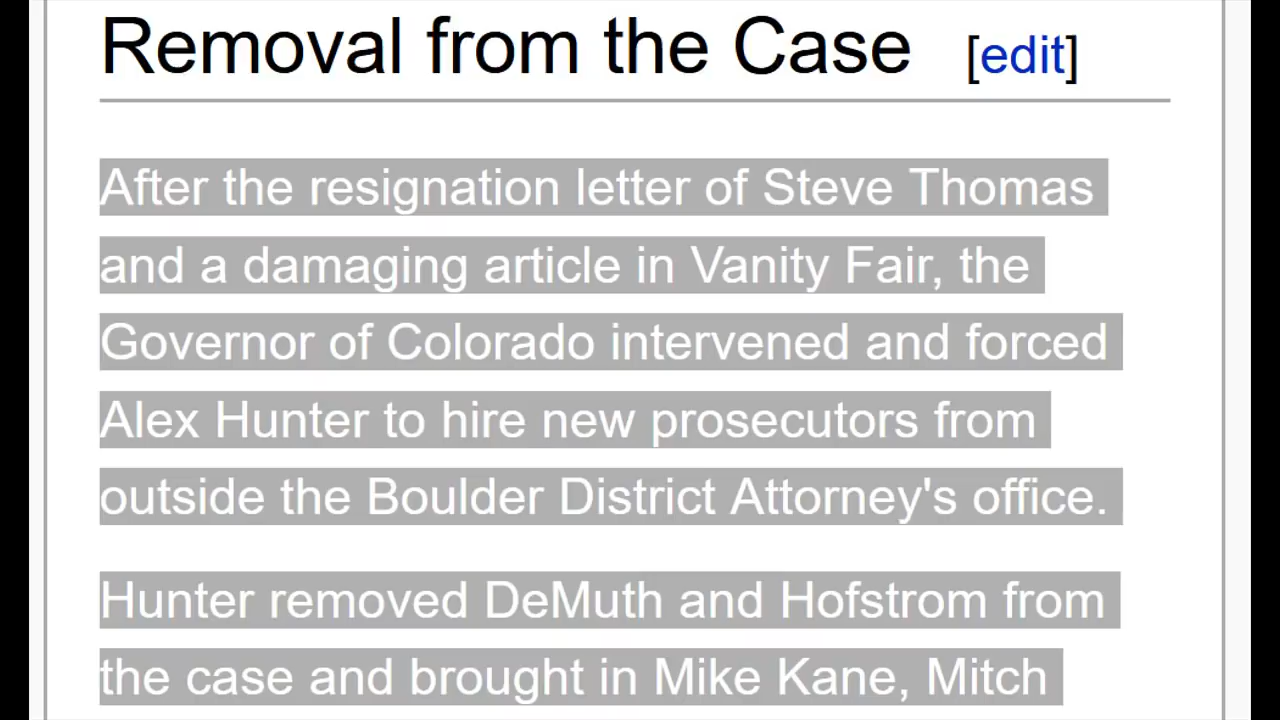 Removal from the Case [edit]
After the resignation letter of Steve Thomas
and a damaging article in Vanity Fair, the
Governor of Colorado intervened and forced
Alex Hunter to hire new prosecutors from
outside the Boulder District Attorney's office.
Hunter removed DeMuth and Hofstrom from
the case and brought in Mike Kane, Mitch